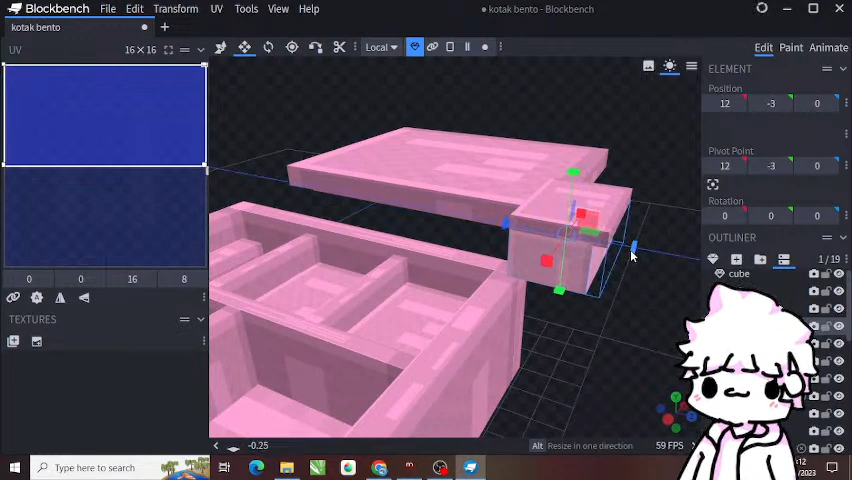 Blockbench File Edit UV Tools View Help kotak bento - Blockbench
kotak bento
UV 16×16 Local Edit Paint Animate
ELEMENT
Position
12 -3 0
Pivot Point
12 -3 0
Rotation
0 0 0
OUTLINER
1 / 19
cube
0 0 16 8
TEXTURES
-0.25 Alt Resize in one direction 59 FPS
Type here to search